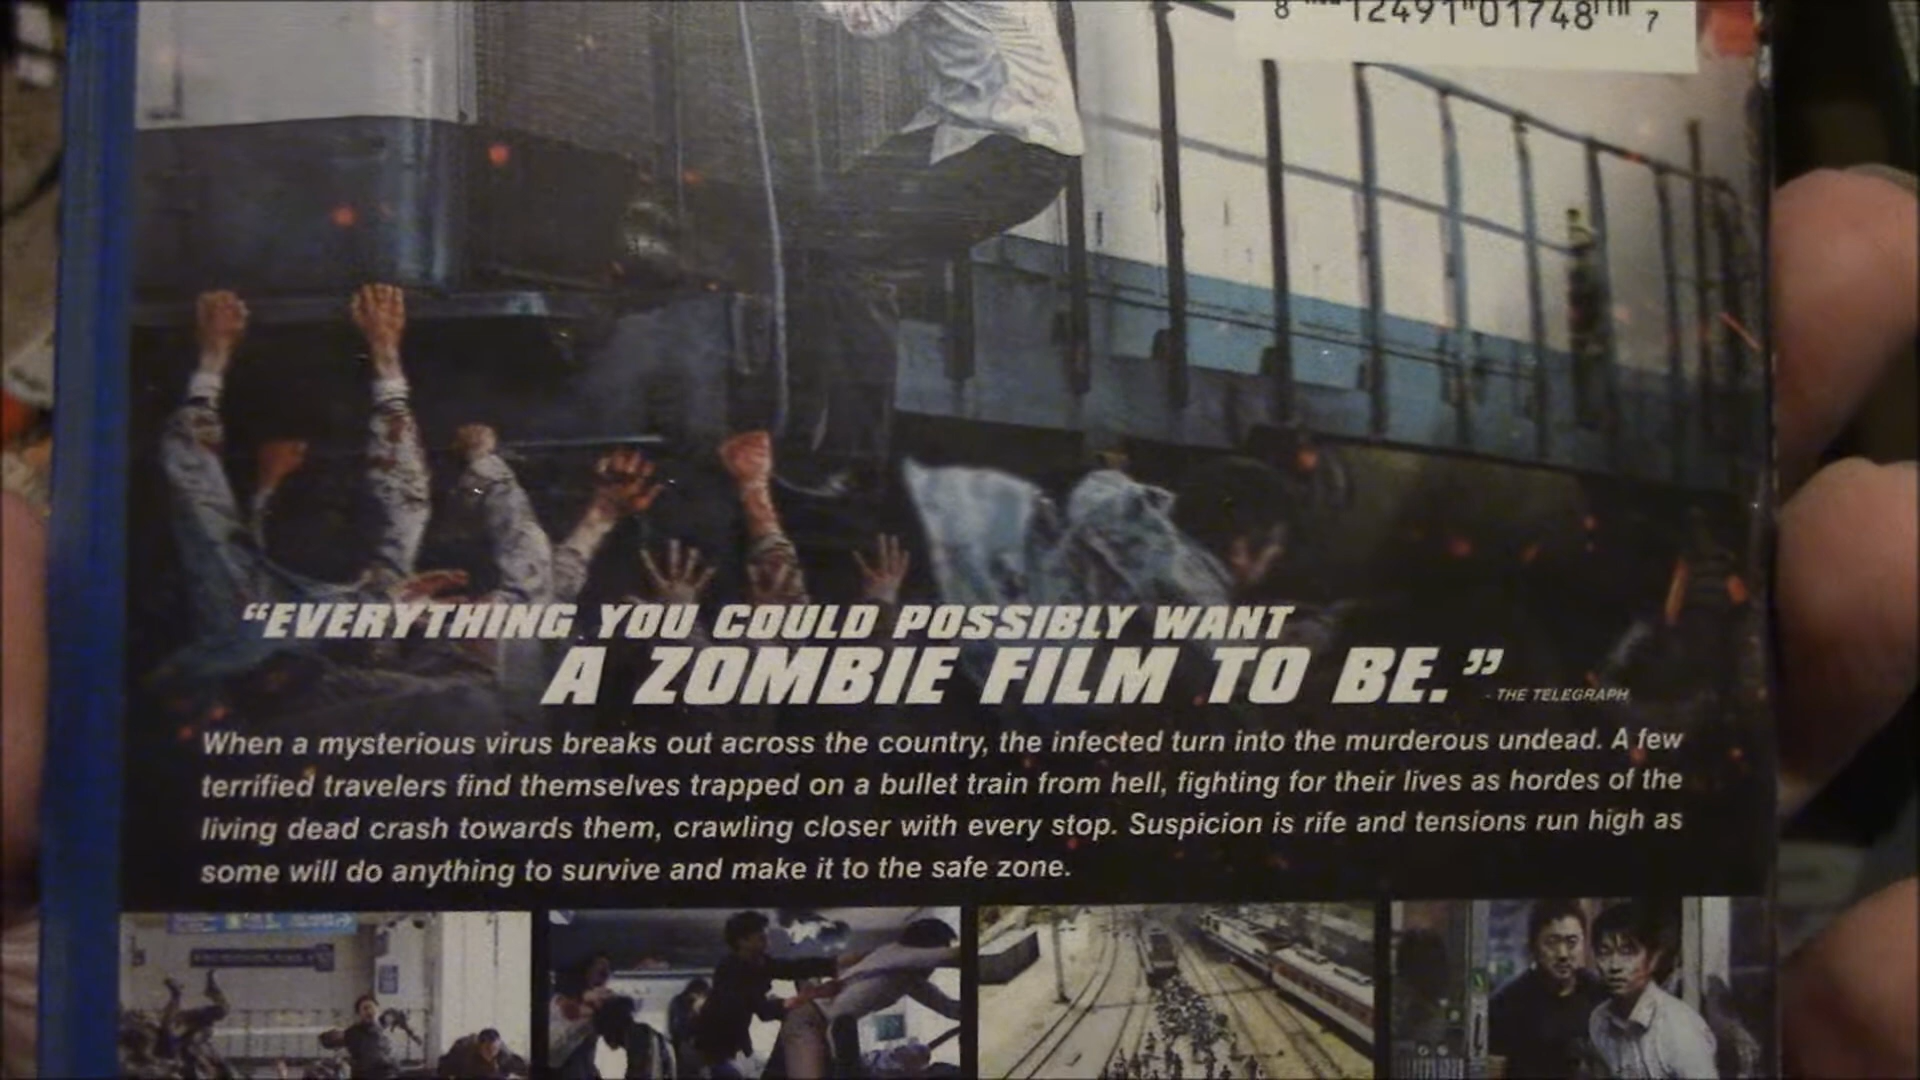 8 12491 01748 7
“EVERYTHING YOU COULD POSSIBLY WANT
A ZOMBIE FILM TO BE.”
- THE TELEGRAPH
When a mysterious virus breaks out across the country, the infected turn into the murderous undead. A few
terrified travelers find themselves trapped on a bullet train from hell, fighting for their lives as hordes of the
living dead crash towards them, crawling closer with every stop. Suspicion is rife and tensions run high as
some will do anything to survive and make it to the safe zone.